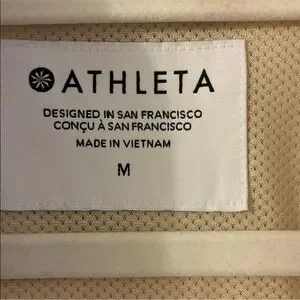 ATHLETA
DESIGNED IN SAN FRANCISCO
CONÇU À SAN FRANCISCO
MADE IN VIETNAM
M